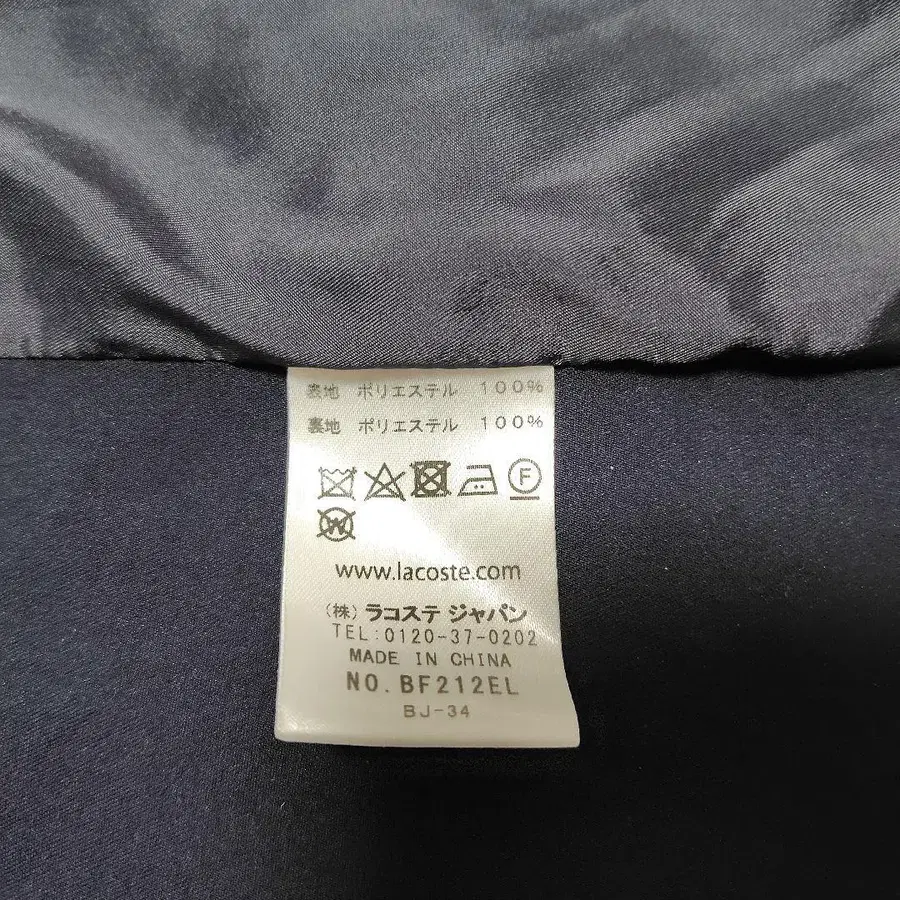 表地 ポリエステル 100%
裏地 ポリエステル 100%
F
W
www.lacoste.com
(株) ラコステ ジャパン
TEL:0120-37-0202
MADE IN CHINA
NO. BF212EL
BJ-34